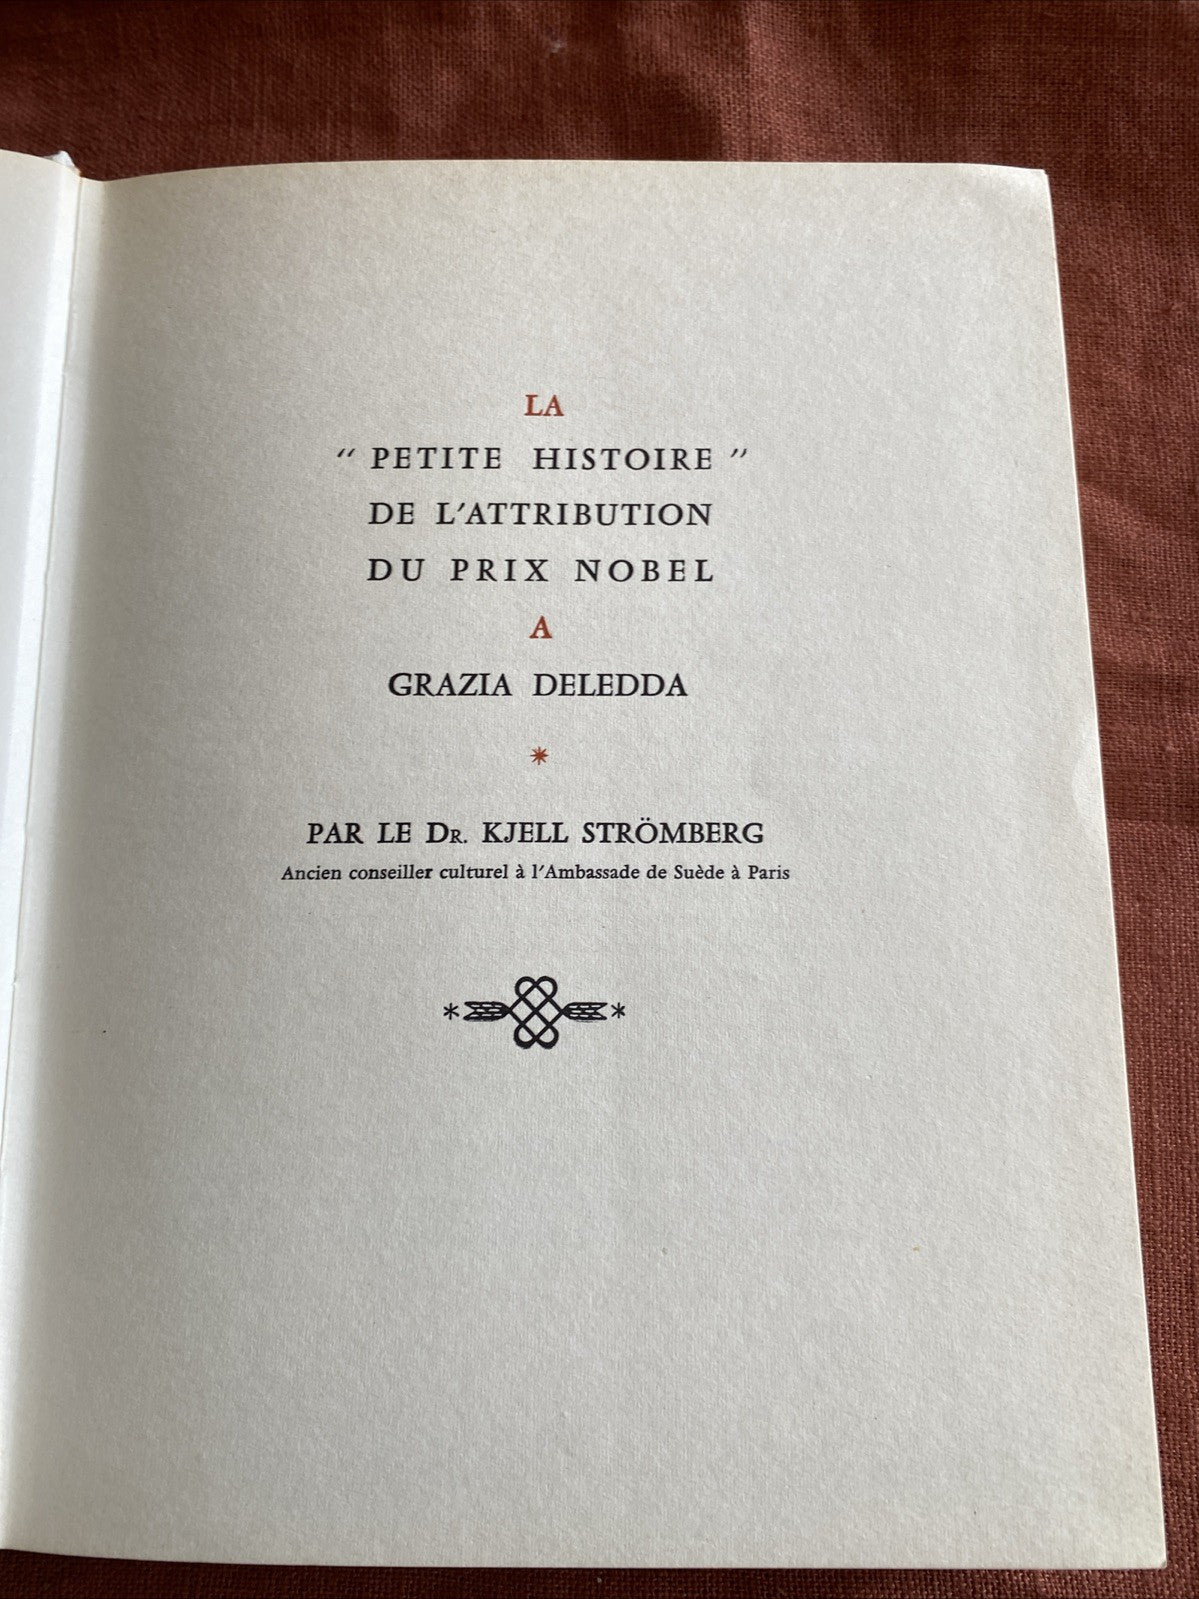 LA
“ PETITE HISTOIRE ”
DE L'ATTRIBUTION
DU PRIX NOBEL
A
GRAZIA DELEDDA
*
PAR LE DR. KJELL STRÖMBERG
Ancien conseiller culturel à l'Ambassade de Suède à Paris